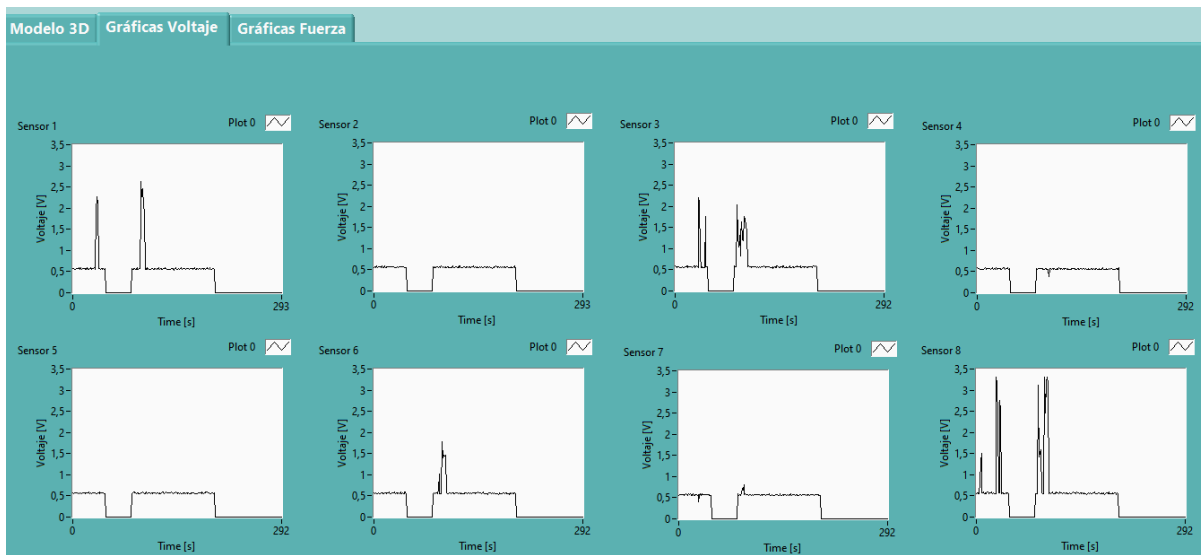 Modelo 3D Gráficas Voltaje Gráficas Fuerza
Sensor 1 Plot 0
3,5
3
2,5
2
1,5
1
0,5
0
Voltaje [V]
0 293
Time [s]
Sensor 2 Plot 0
3,5
3
2,5
2
1,5
1
0,5
0
Voltaje [V]
0 293
Time [s]
Sensor 3 Plot 0
3,5
3
2,5
2
1,5
1
0,5
0
Voltaje [V]
0 292
Time [s]
Sensor 4 Plot 0
3,5
3
2,5
2
1,5
1
0,5
0
Voltaje [V]
0 292
Time [s]
Sensor 5 Plot 0
3,5
3
2,5
2
1,5
1
0,5
0
Voltaje [V]
0 292
Time [s]
Sensor 6 Plot 0
3,5
3
2,5
2
1,5
1
0,5
0
Voltaje [V]
0 292
Time [s]
Sensor 7 Plot 0
3,5
3
2,5
2
1,5
1
0,5
0
Voltaje [V]
0 292
Time [s]
Sensor 8 Plot 0
3,5
3
2,5
2
1,5
1
0,5
0
Voltaje [V]
0 292
Time [s]